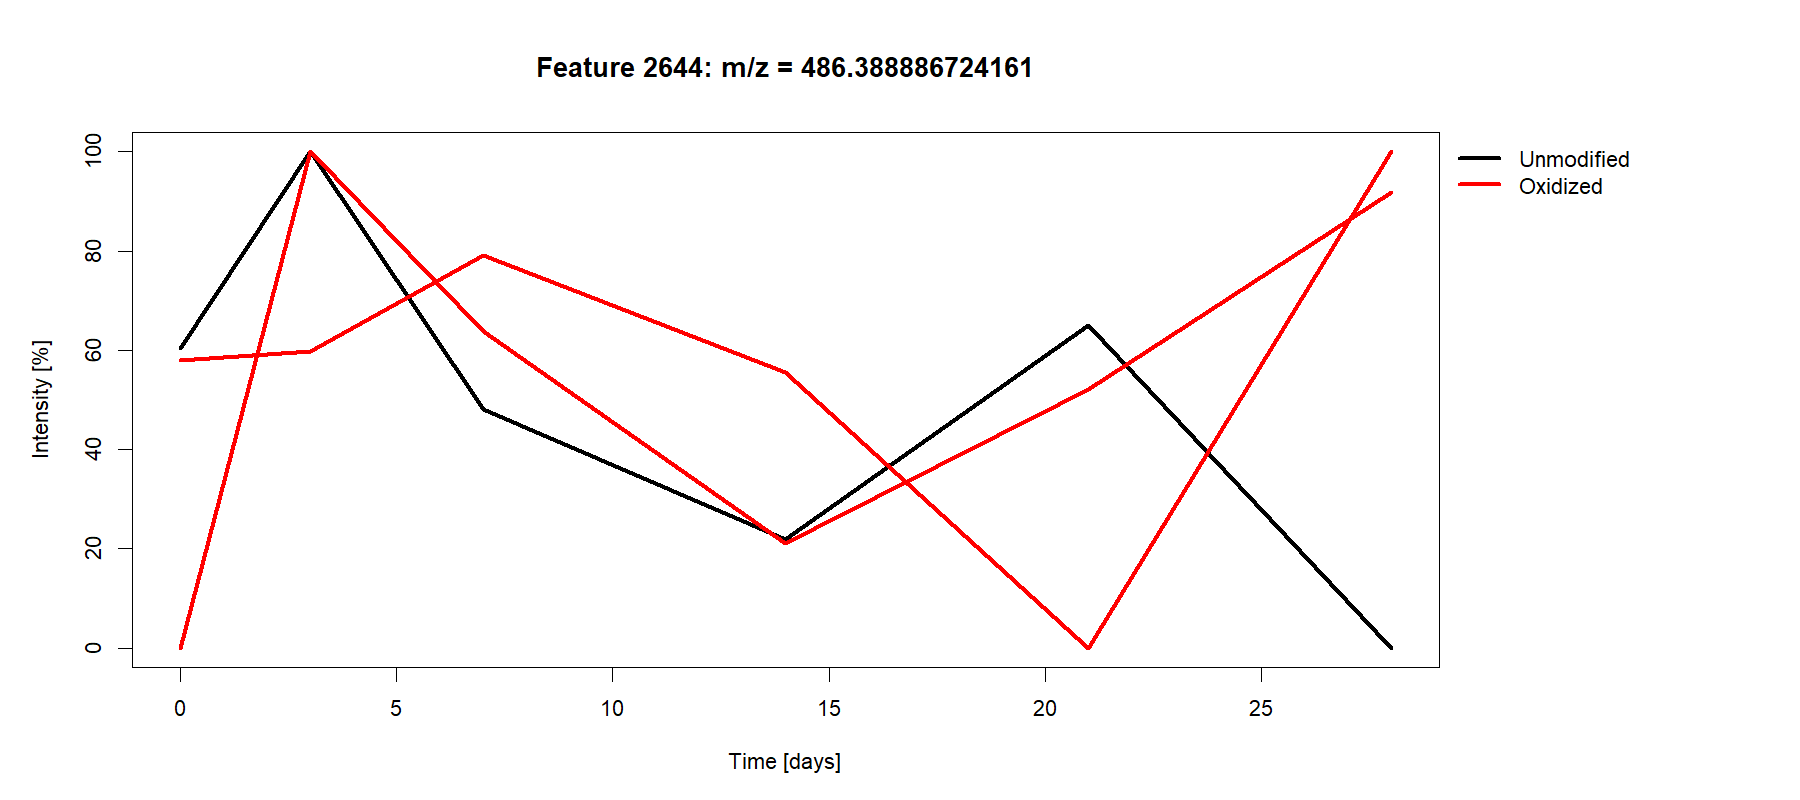 Feature 2644: m/z = 486.388886724161
Unmodified
Oxidized
100
80
60
40
20
0
Intensity [%]
0 5 10 15 20 25
Time [days]